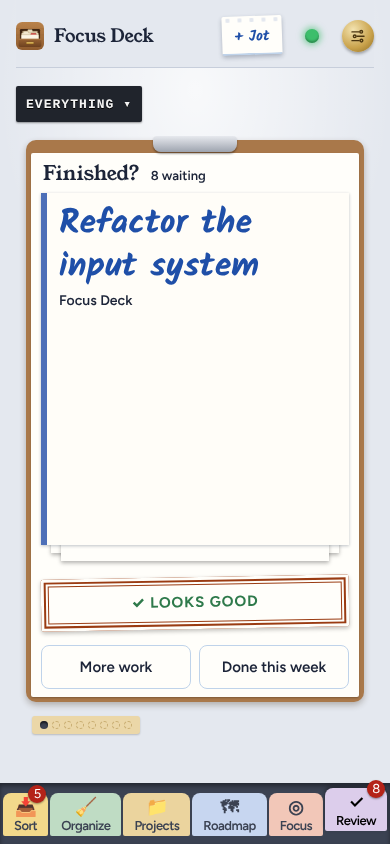 Focus Deck
+ Jot
EVERYTHING ▾
Finished? 8 waiting
Refactor the
input system
Focus Deck
✓ LOOKS GOOD
More work
Done this week
5
8
Sort
Organize
Projects
Roadmap
Focus
Review